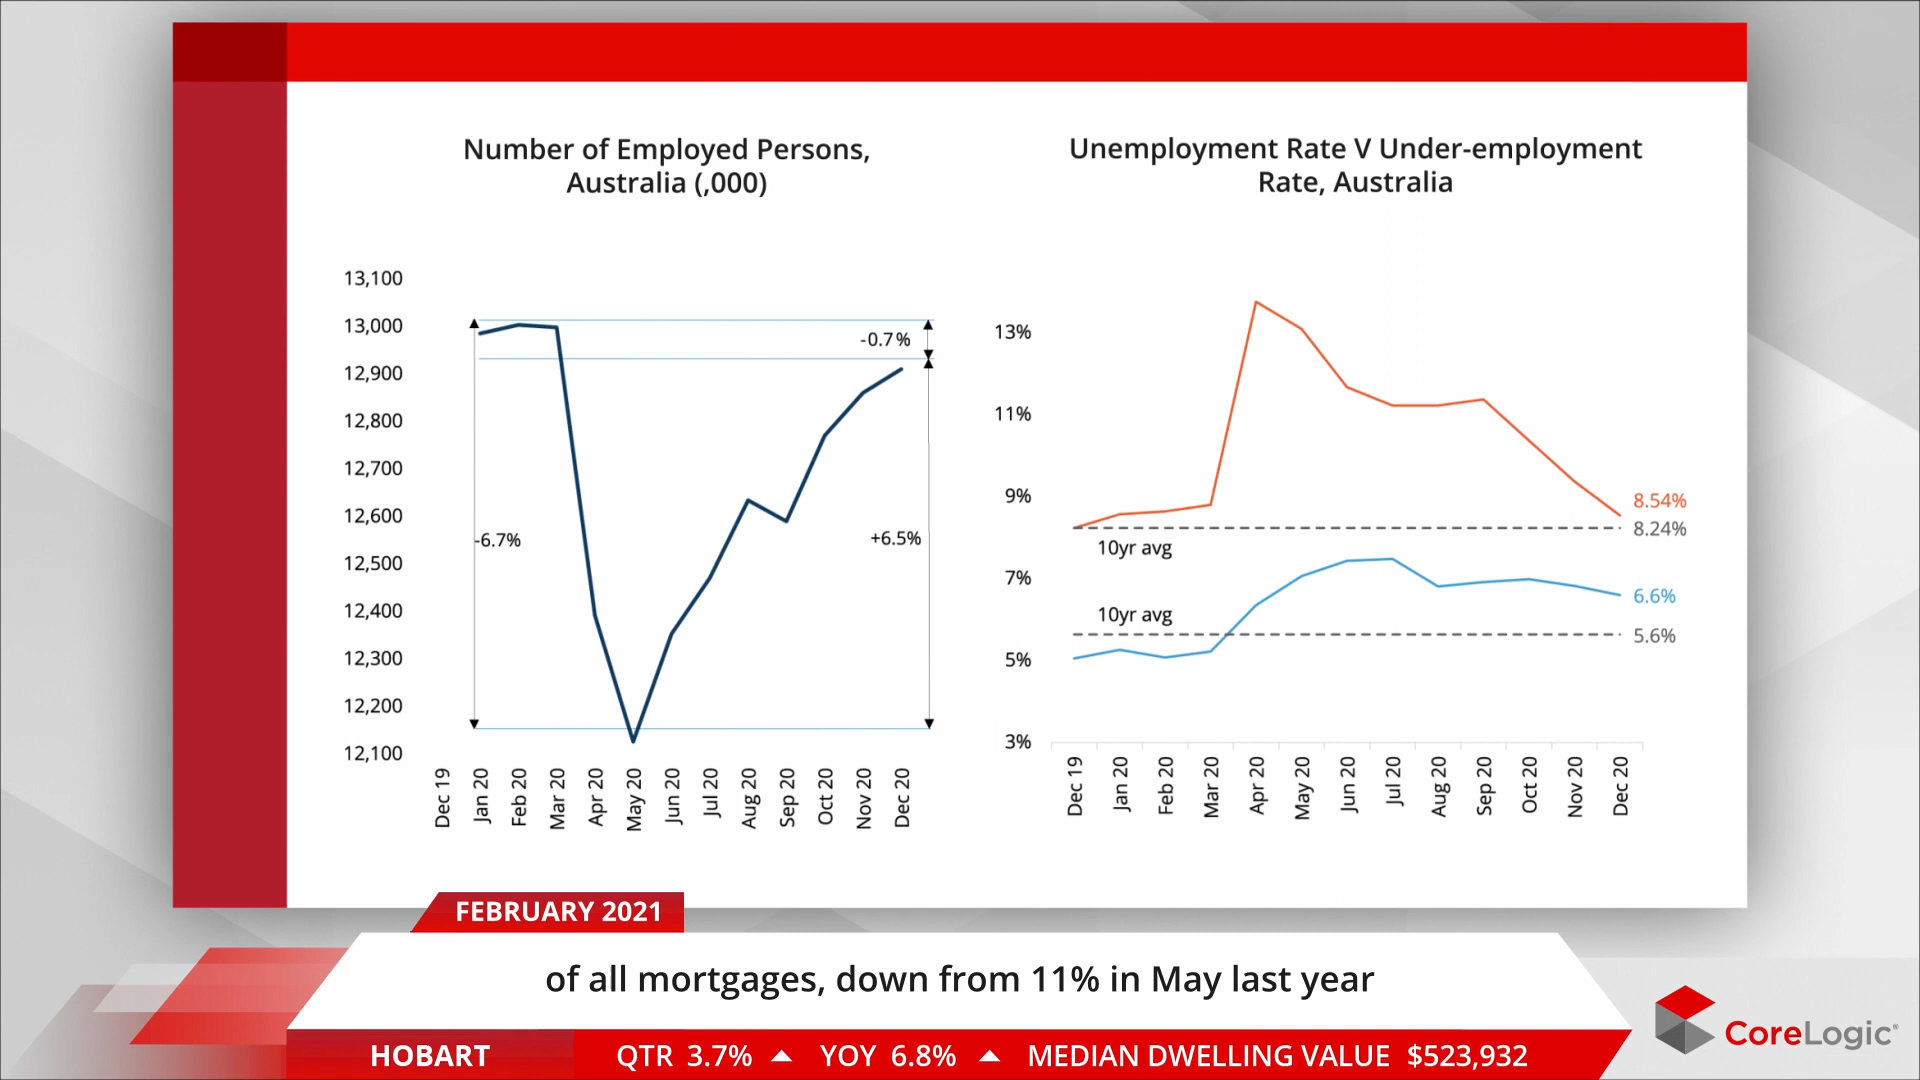 Number of Employed Persons,
Australia (,000)
13,100
13,000
12,900
12,800
12,700
12,600
12,500
12,400
12,300
12,200
12,100
-0.7%
-6.7%
+6.5%
Dec 19
Jan 20
Feb 20
Mar 20
Apr 20
May 20
Jun 20
Jul 20
Aug 20
Sep 20
Oct 20
Nov 20
Dec 20
Unemployment Rate V Under-employment
Rate, Australia
13%
11%
9%
7%
5%
3%
8.54%
8.24%
10yr avg
6.6%
10yr avg
5.6%
Dec 19
Jan 20
Feb 20
Mar 20
Apr 20
May 20
Jun 20
Jul 20
Aug 20
Sep 20
Oct 20
Nov 20
Dec 20
FEBRUARY 2021
of all mortgages, down from 11% in May last year
HOBART QTR 3.7% ▲ YOY 6.8% ▲ MEDIAN DWELLING VALUE $523,932
CoreLogic®